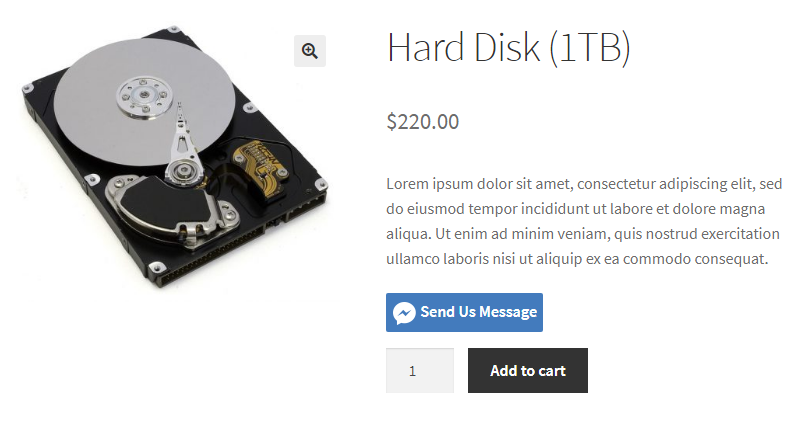 Hard Disk (1TB)
$220.00
Lorem ipsum dolor sit amet, consectetur adipiscing elit, sed
do eiusmod tempor incididunt ut labore et dolore magna
aliqua. Ut enim ad minim veniam, quis nostrud exercitation
ullamco laboris nisi ut aliquip ex ea commodo consequat.
Send Us Message
1
Add to cart